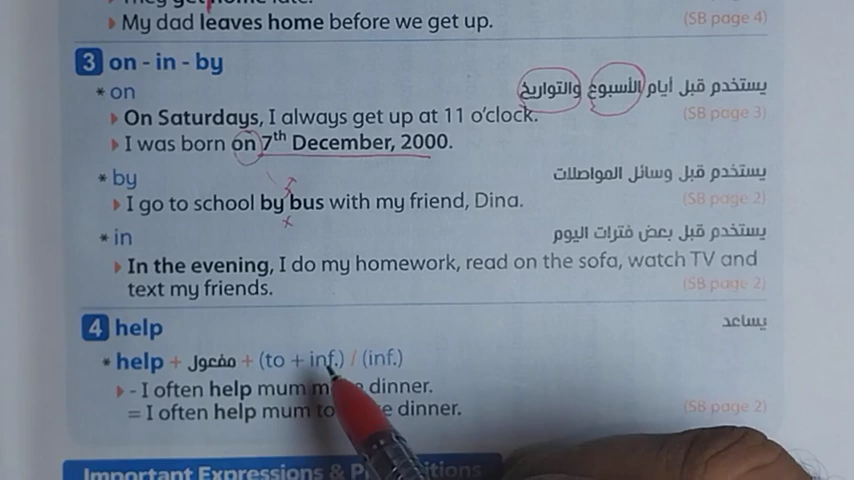 home late.
My dad leaves home before we get up. (SB page 4)
3 on - in - by
* on يستخدم قبل أيام الأسبوع والتواريخ
On Saturdays, I always get up at 11 o'clock. (SB page 3)
I was born on 7th December, 2000.
* by يستخدم قبل وسائل المواصلات
I go to school by bus with my friend, Dina. (SB page 2)
* in يستخدم قبل بعض فترات اليوم
In the evening, I do my homework, read on the sofa, watch TV and
text my friends. (SB page 2)
4 help يساعد
* help + مفعول + (to + inf.) / (inf.)
- I often help mum dinner.
= I often help mum to dinner. (SB page 2)
Important Expressions &